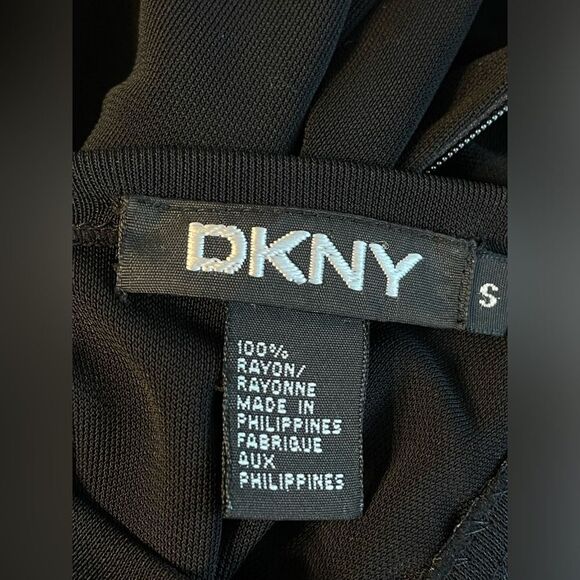 DKNY
S
100%
RAYON/
RAYONNE
MADE IN
PHILIPPINES
FABRIQUE
AUX
PHILIPPINES